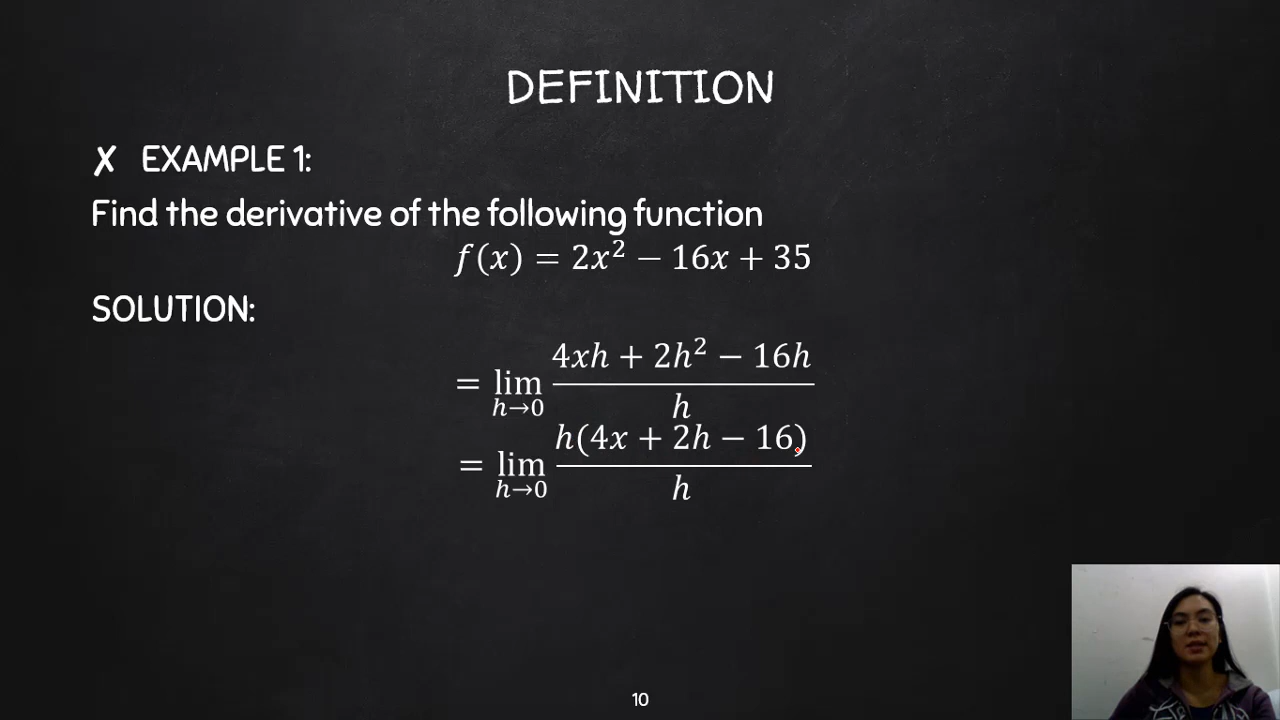 DEFINITION
✗ EXAMPLE 1:
Find the derivative of the following function
f(x) = 2x² − 16x + 35
SOLUTION:
= lim_{h→0} (4xh + 2h² − 16h)/h
= lim_{h→0} h(4x + 2h − 16)/h
10